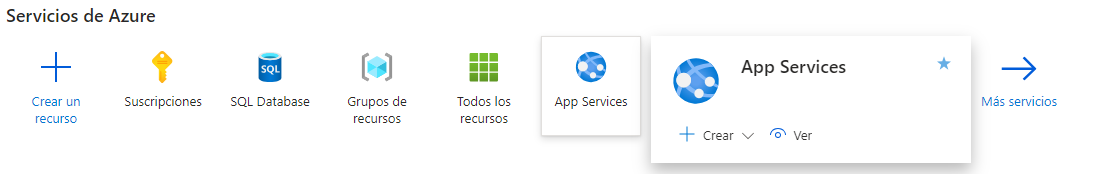 Servicios de Azure
Crear un
recurso
Suscripciones
SQL
SQL Database
Grupos de
recursos
Todos los
recursos
App Services
App Services
Crear
Ver
Más servicios